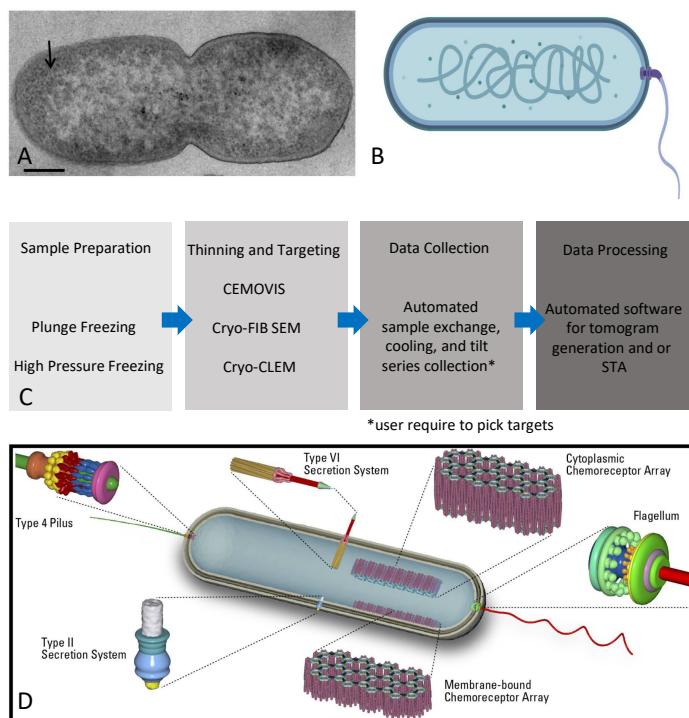 A
B
Sample Preparation
Plunge Freezing
High Pressure Freezing
C
Thinning and Targeting
CEMOVIS
Cryo-FIB SEM
Cryo-CLEM
Data Collection
Automated
sample exchange,
cooling, and tilt
series collection*
Data Processing
Automated software
for tomogram
generation and or
STA
*user require to pick targets
Type VI
Secretion System
Cytoplasmic
Chemoreceptor Array
Type 4 Pilus
Flagellum
Type II
Secretion System
Membrane-bound
Chemoreceptor Array
D